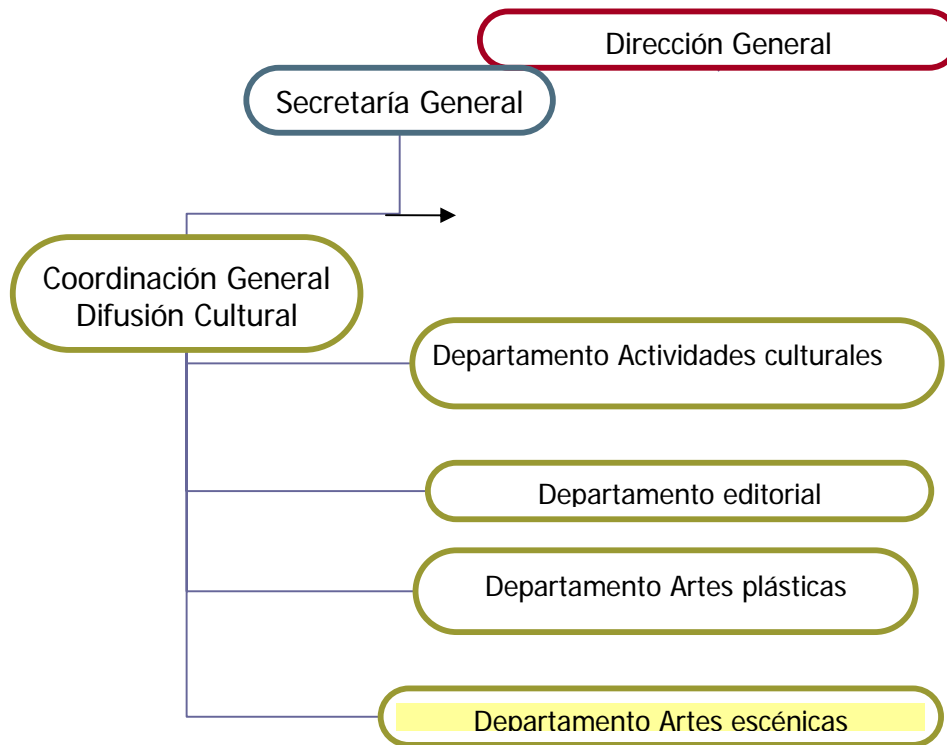 Dirección General
Secretaría General
Coordinación General
Difusión Cultural
Departamento Actividades culturales
Departamento editorial
Departamento Artes plásticas
Departamento Artes escénicas